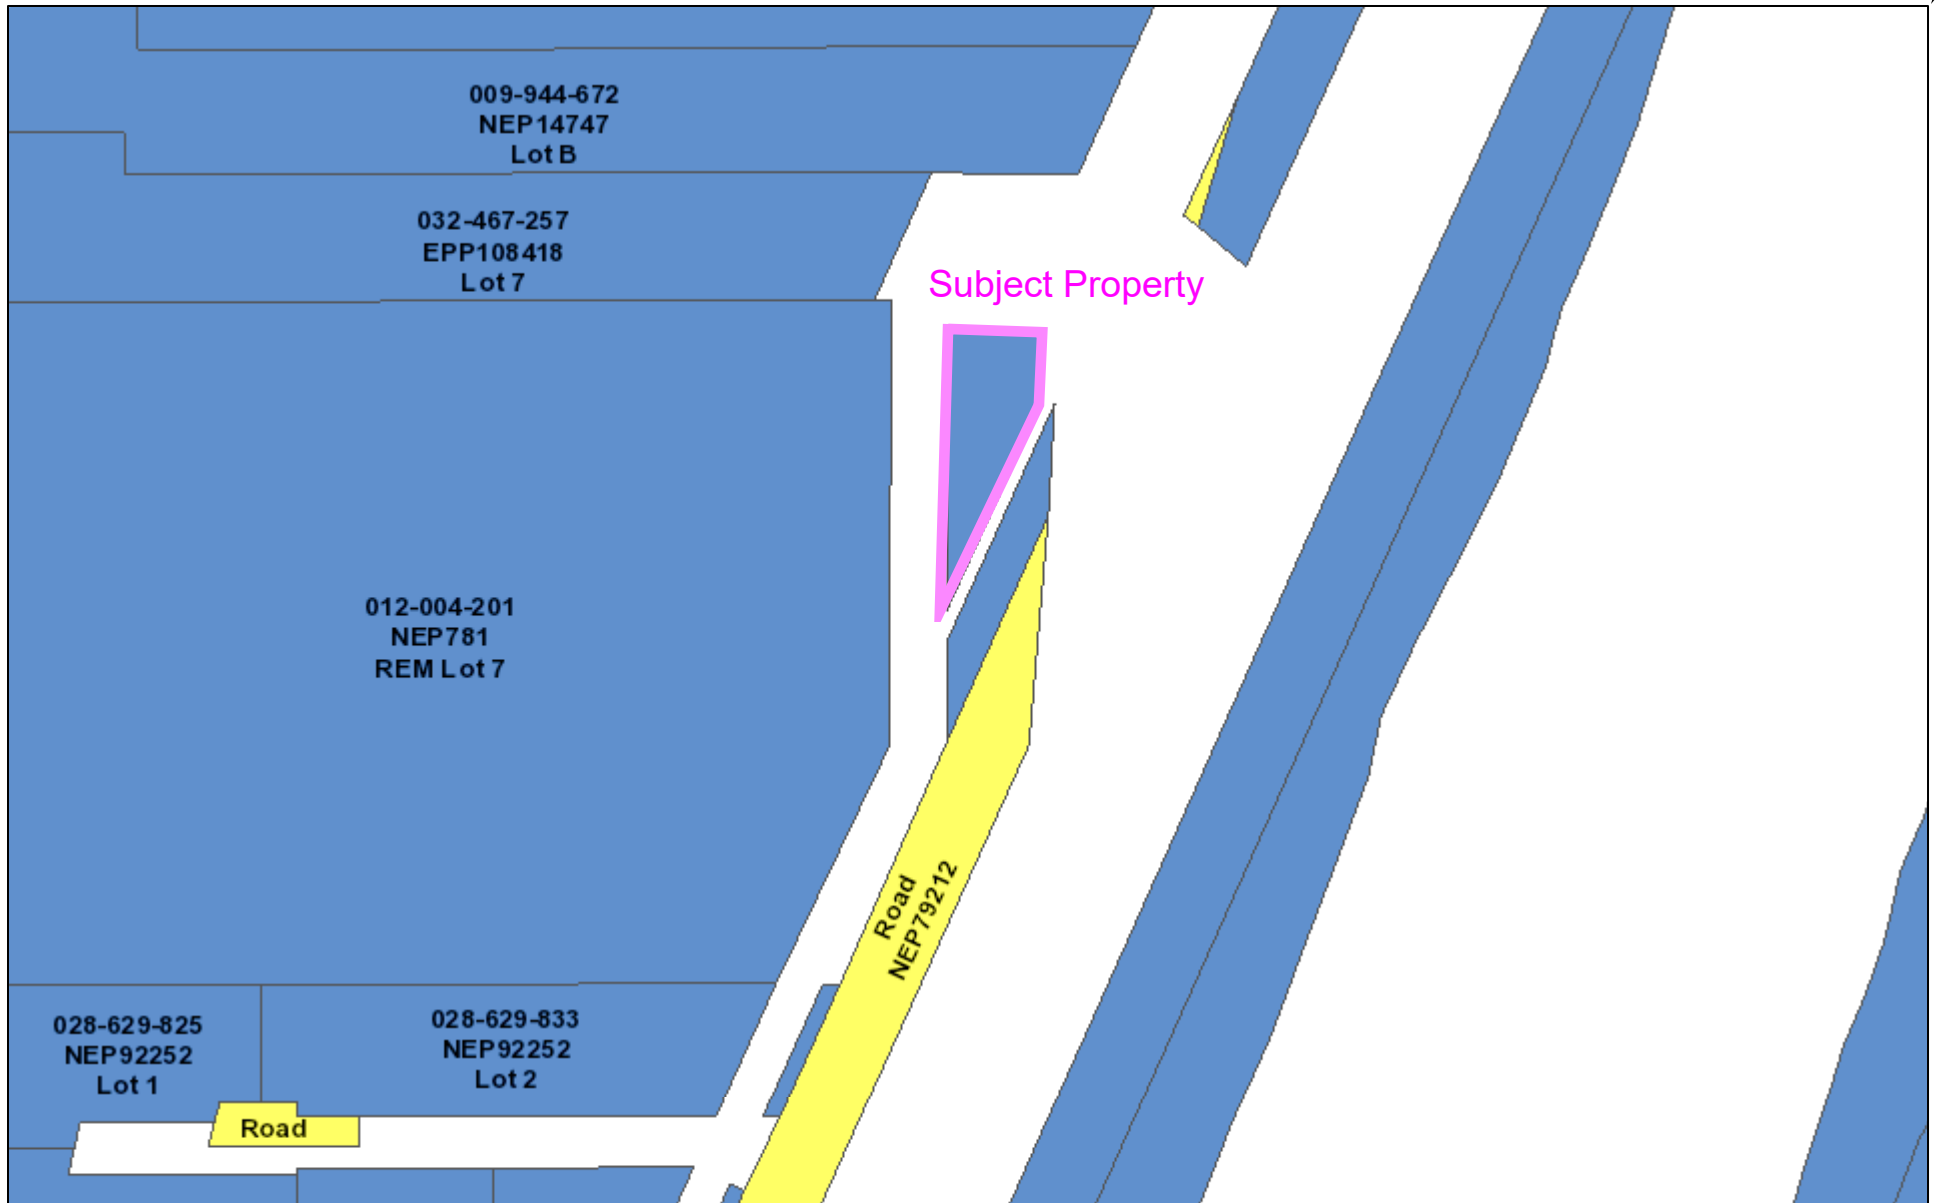 009-944-672
NEP14747
Lot B
032-467-257
EPP108418
Lot 7
Subject Property
012-004-201
NEP781
REM Lot 7
Road
NEP79212
028-629-825
NEP92252
Lot 1
028-629-833
NEP92252
Lot 2
Road